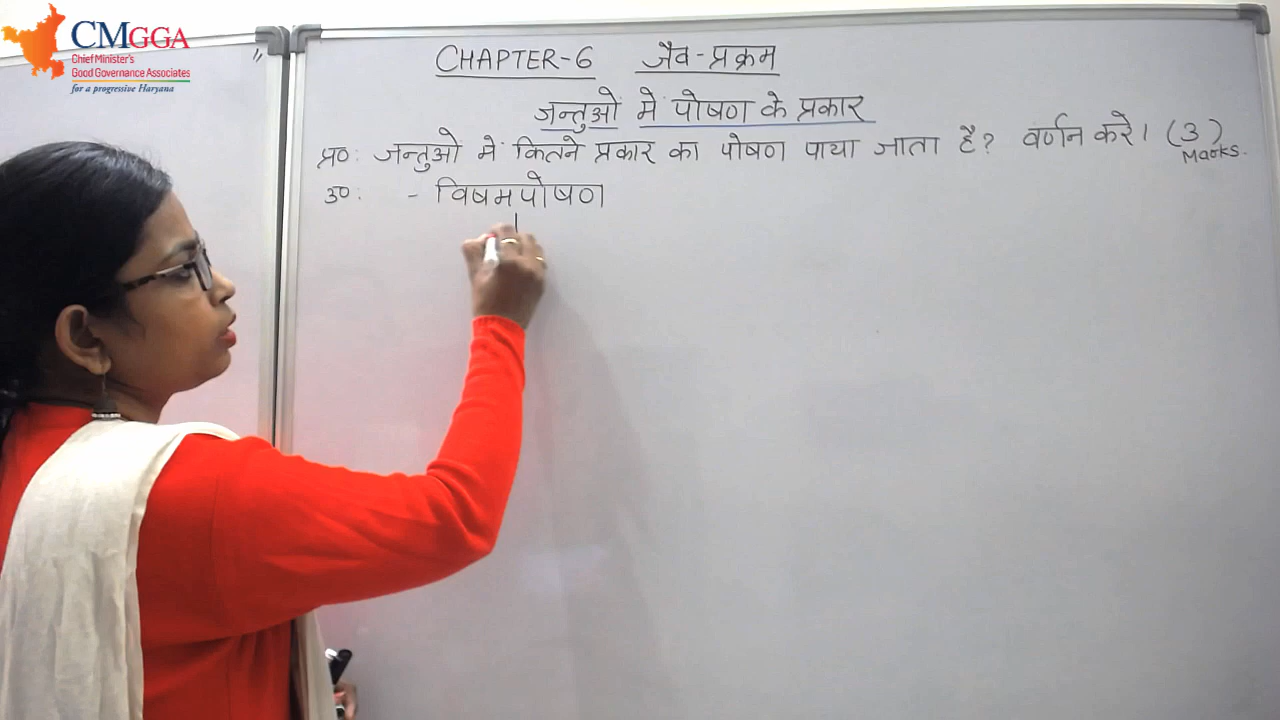 CMGGA
Chief Minister's
Good Governance Associates
for a progressive Haryana
CHAPTER-6 जैव-प्रक्रम
जन्तुओं में पोषण के प्रकार
प्र०: जन्तुओ में कितने प्रकार का पोषण पाया जाता है? वर्णन करे। (3)
Marks.
उ०: - विषमपोषण